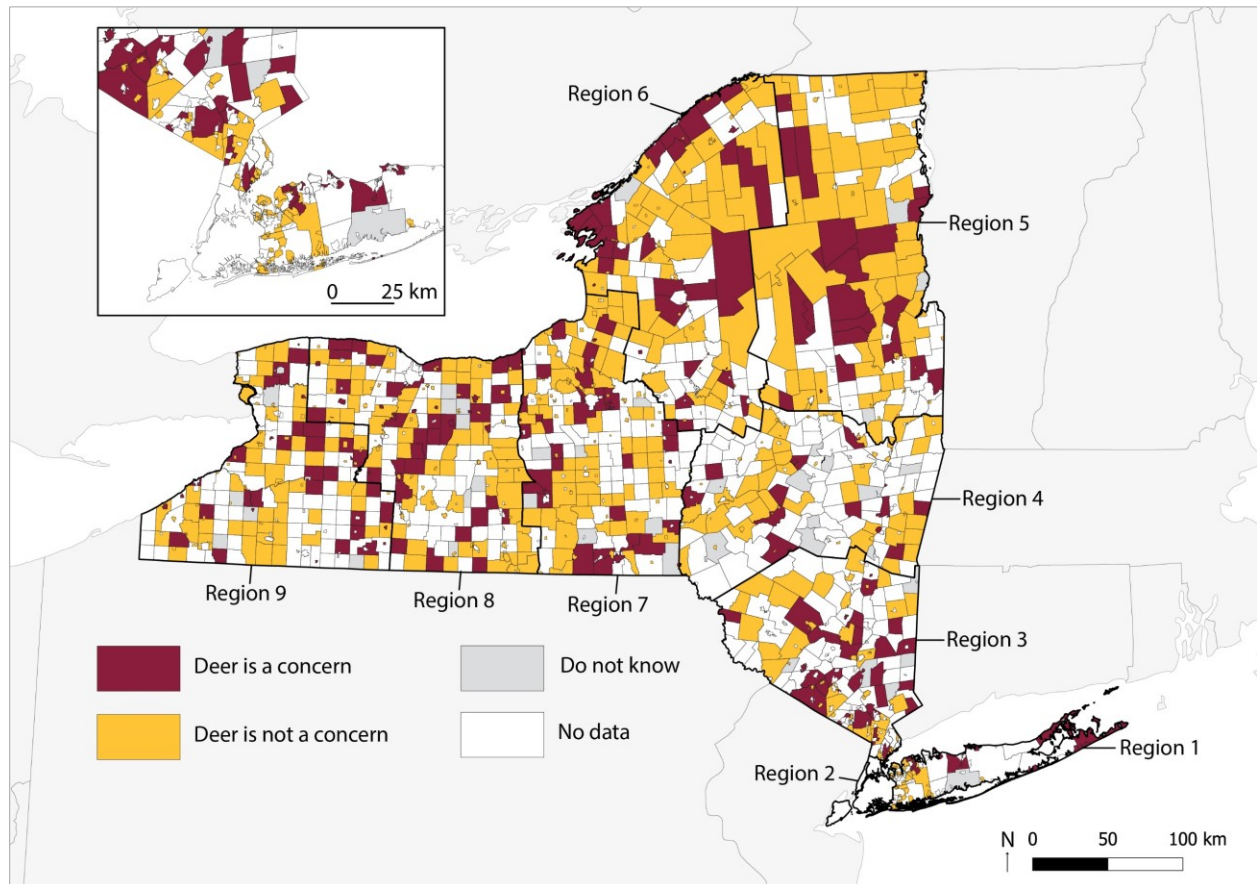 0 25 km
Region 6
Region 5
Region 4
Region 9
Region 8
Region 7
Region 3
Deer is a concern
Do not know
Deer is not a concern
No data
Region 1
Region 2
N
0 50 100 km